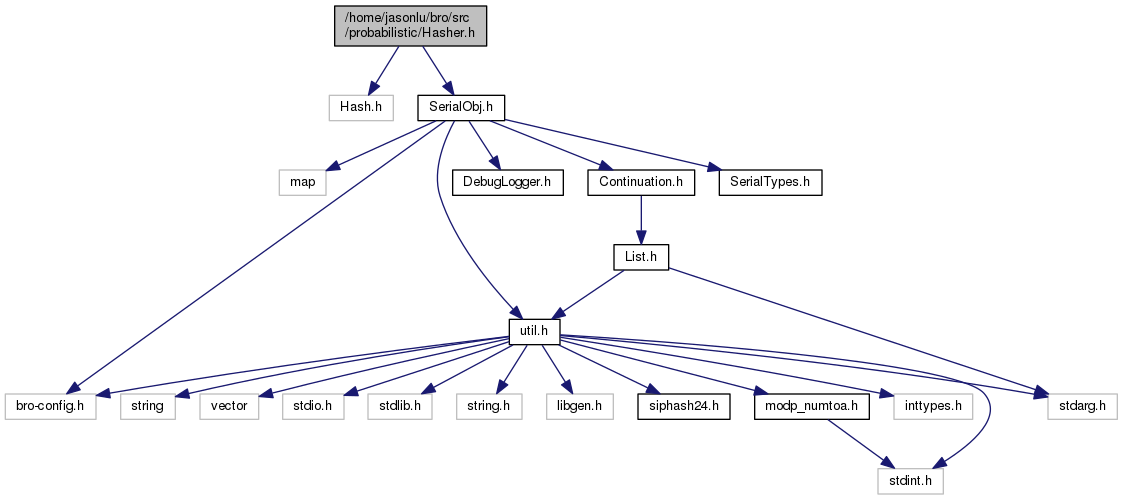 /home/jasonlu/bro/src
/probabilistic/Hasher.h
Hash.h
SerialObj.h
map
DebugLogger.h
Continuation.h
SerialTypes.h
List.h
util.h
bro-config.h
string
vector
stdio.h
stdlib.h
string.h
libgen.h
siphash24.h
modp_numtoa.h
inttypes.h
stdarg.h
stdint.h